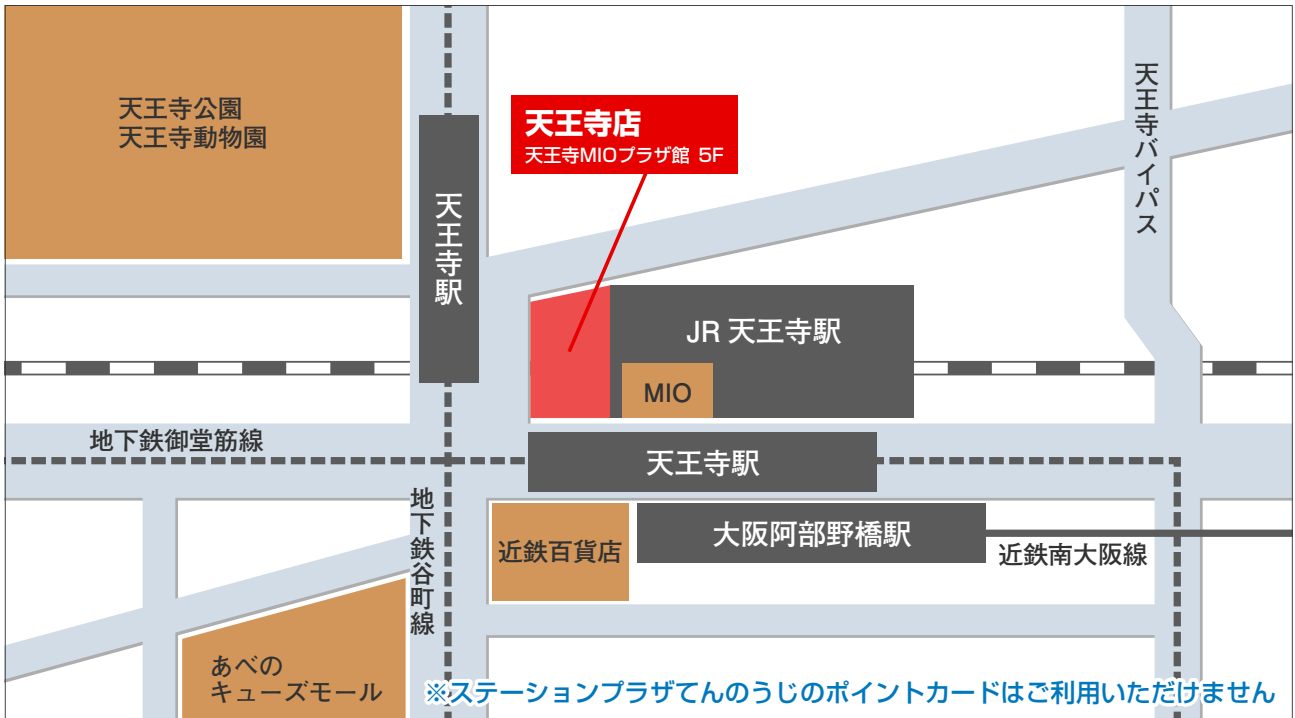 天王寺公園
天王寺動物園
天王寺駅
天王寺店
天王寺MIOプラザ館 5F
天王寺バイパス
JR 天王寺駅
MIO
地下鉄御堂筋線
天王寺駅
地下鉄谷町線
近鉄百貨店
大阪阿部野橋駅
近鉄南大阪線
あべの
キューズモール
※ステーションプラザてんのうじのポイントカードはご利用いただけません